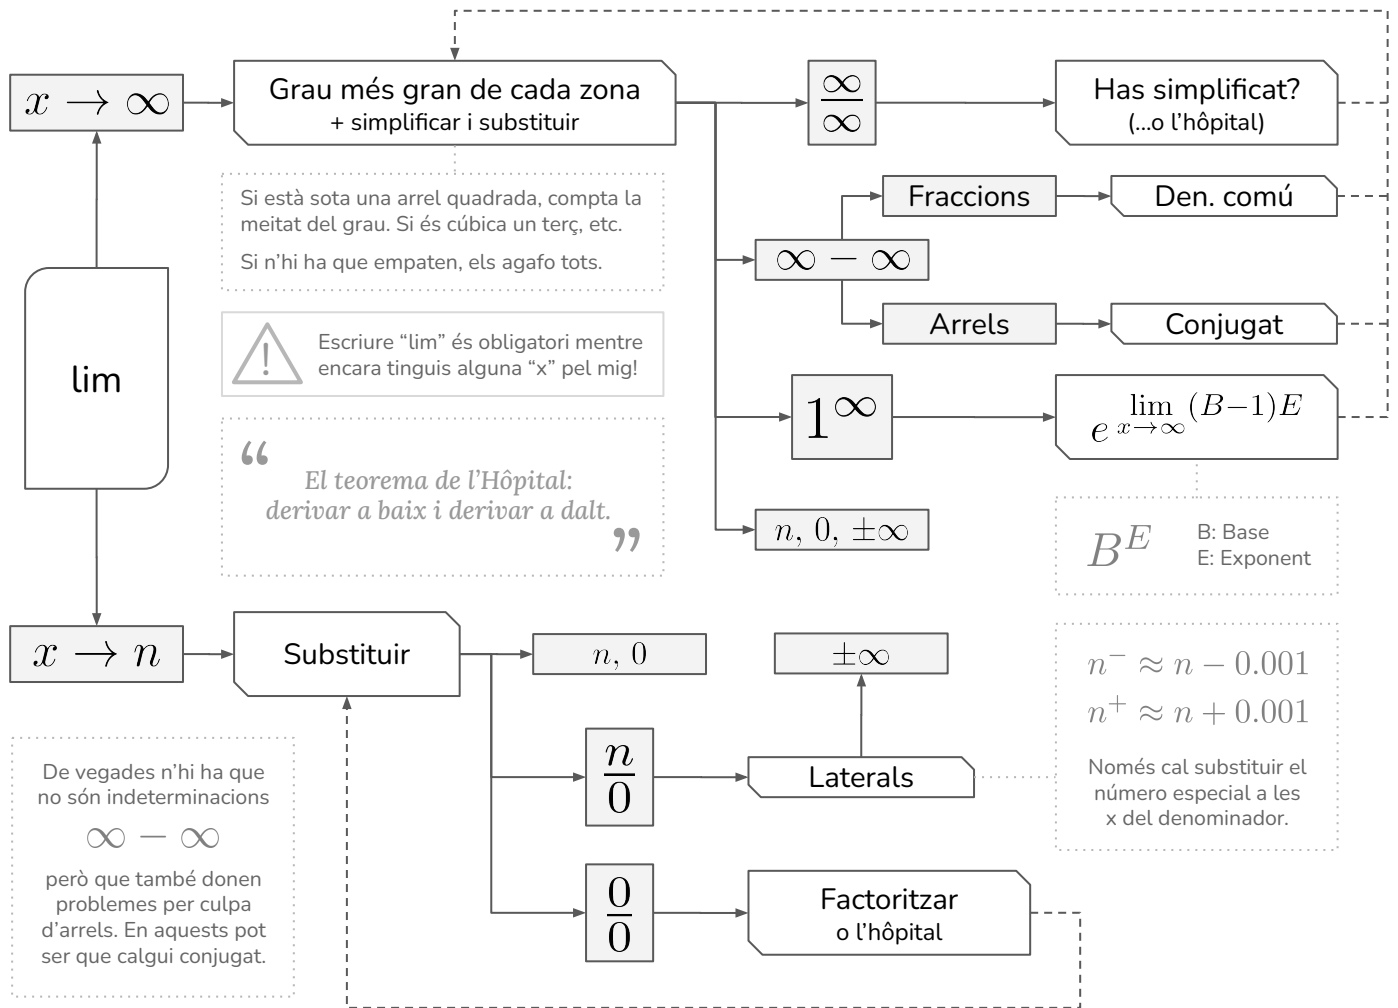 x → ∞
Grau més gran de cada zona
+ simplificar i substituir
∞
∞
Has simplificat?
(...o l’hôpital)
Si està sota una arrel quadrada, compta la
meitat del grau. Si és cúbica un terç, etc.
Si n’hi ha que empaten, els agafo tots.
Fraccions
Den. comú
∞ − ∞
Arrels
Conjugat
lim
!
Escriure “lim” és obligatori mentre
encara tinguis alguna “x” pel mig!
1^∞
e^{lim_{x→∞} (B−1)E}
“
El teorema de l’Hôpital:
derivar a baix i derivar a dalt.
”
n, 0, ±∞
B^E
B: Base
E: Exponent
x → n
Substituir
n, 0
±∞
n
0
Laterals
n⁻ ≈ n − 0.001
n⁺ ≈ n + 0.001
Només cal substituir el
número especial a les
x del denominador.
De vegades n’hi ha que
no són indeterminacions
∞ − ∞
però que també donen
problemes per culpa
d’arrels. En aquests pot
ser que calgui conjugat.
0
0
Factoritzar
o l’hôpital